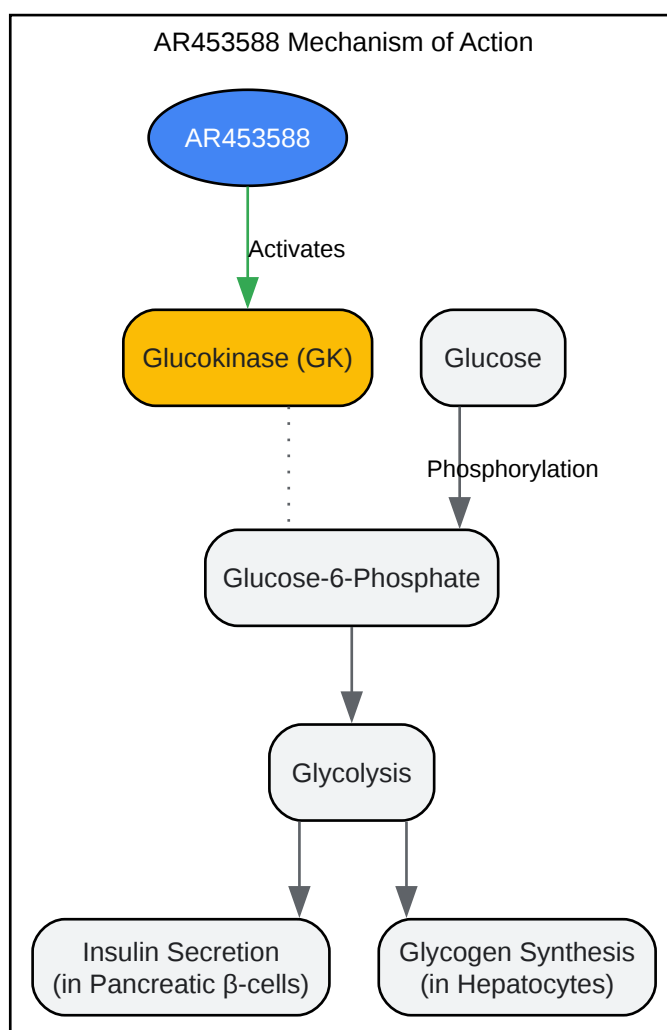 AR453588 Mechanism of Action
AR453588
Activates
Glucokinase (GK)
Glucose
Phosphorylation
Glucose-6-Phosphate
Glycolysis
Insulin Secretion
(in Pancreatic β-cells)
Glycogen Synthesis
(in Hepatocytes)